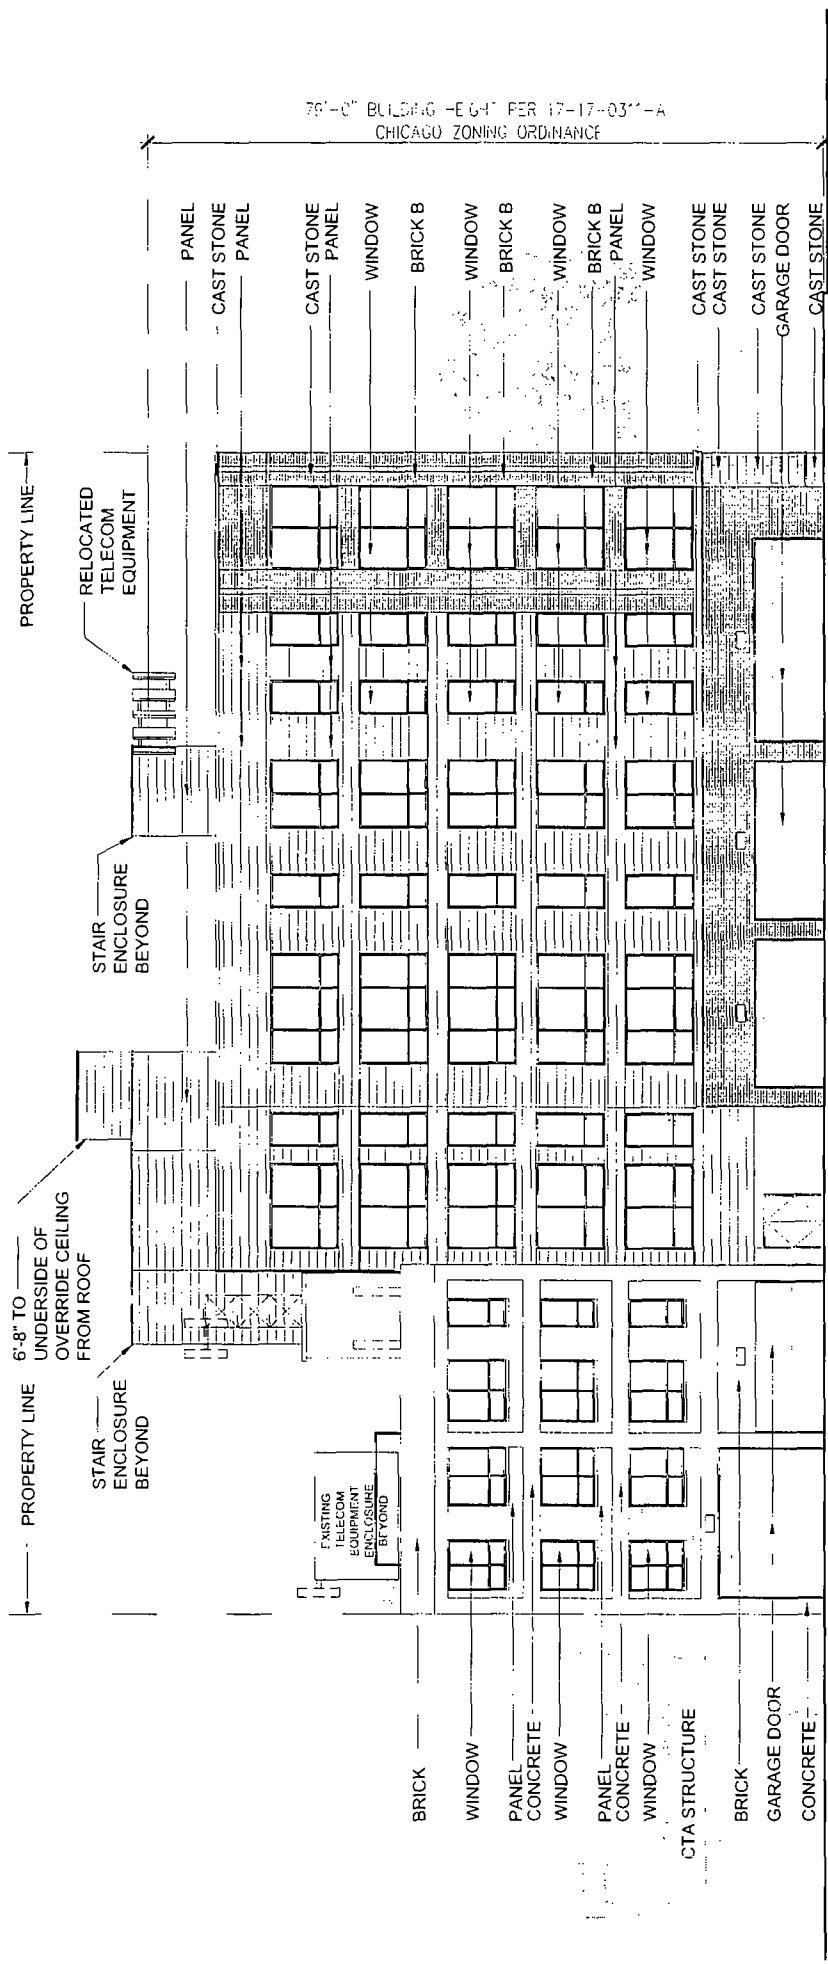 79'-0" BUILDING HEIGHT PER 17-17-0311-A
CHICAGO ZONING ORDINANCE
PANEL
CAST STONE
PANEL
CAST STONE
PANEL
WINDOW
BRICK B
WINDOW
BRICK B
WINDOW
BRICK B
PANEL
WINDOW
CAST STONE
CAST STONE
CAST STONE
GARAGE DOOR
CAST STONE
PROPERTY LINE
RELOCATED
TELECOM
EQUIPMENT
STAIR
ENCLOSURE
BEYOND
6'-8" TO
UNDERSIDE OF
OVERRIDE CEILING
FROM ROOF
PROPERTY LINE
STAIR
ENCLOSURE
BEYOND
EXISTING
TELECOM
EQUIPMENT
ENCLOSURE
BEYOND
BRICK
WINDOW
PANEL
CONCRETE
WINDOW
PANEL
CONCRETE
WINDOW
CTA STRUCTURE
BRICK
GARAGE DOOR
CONCRETE